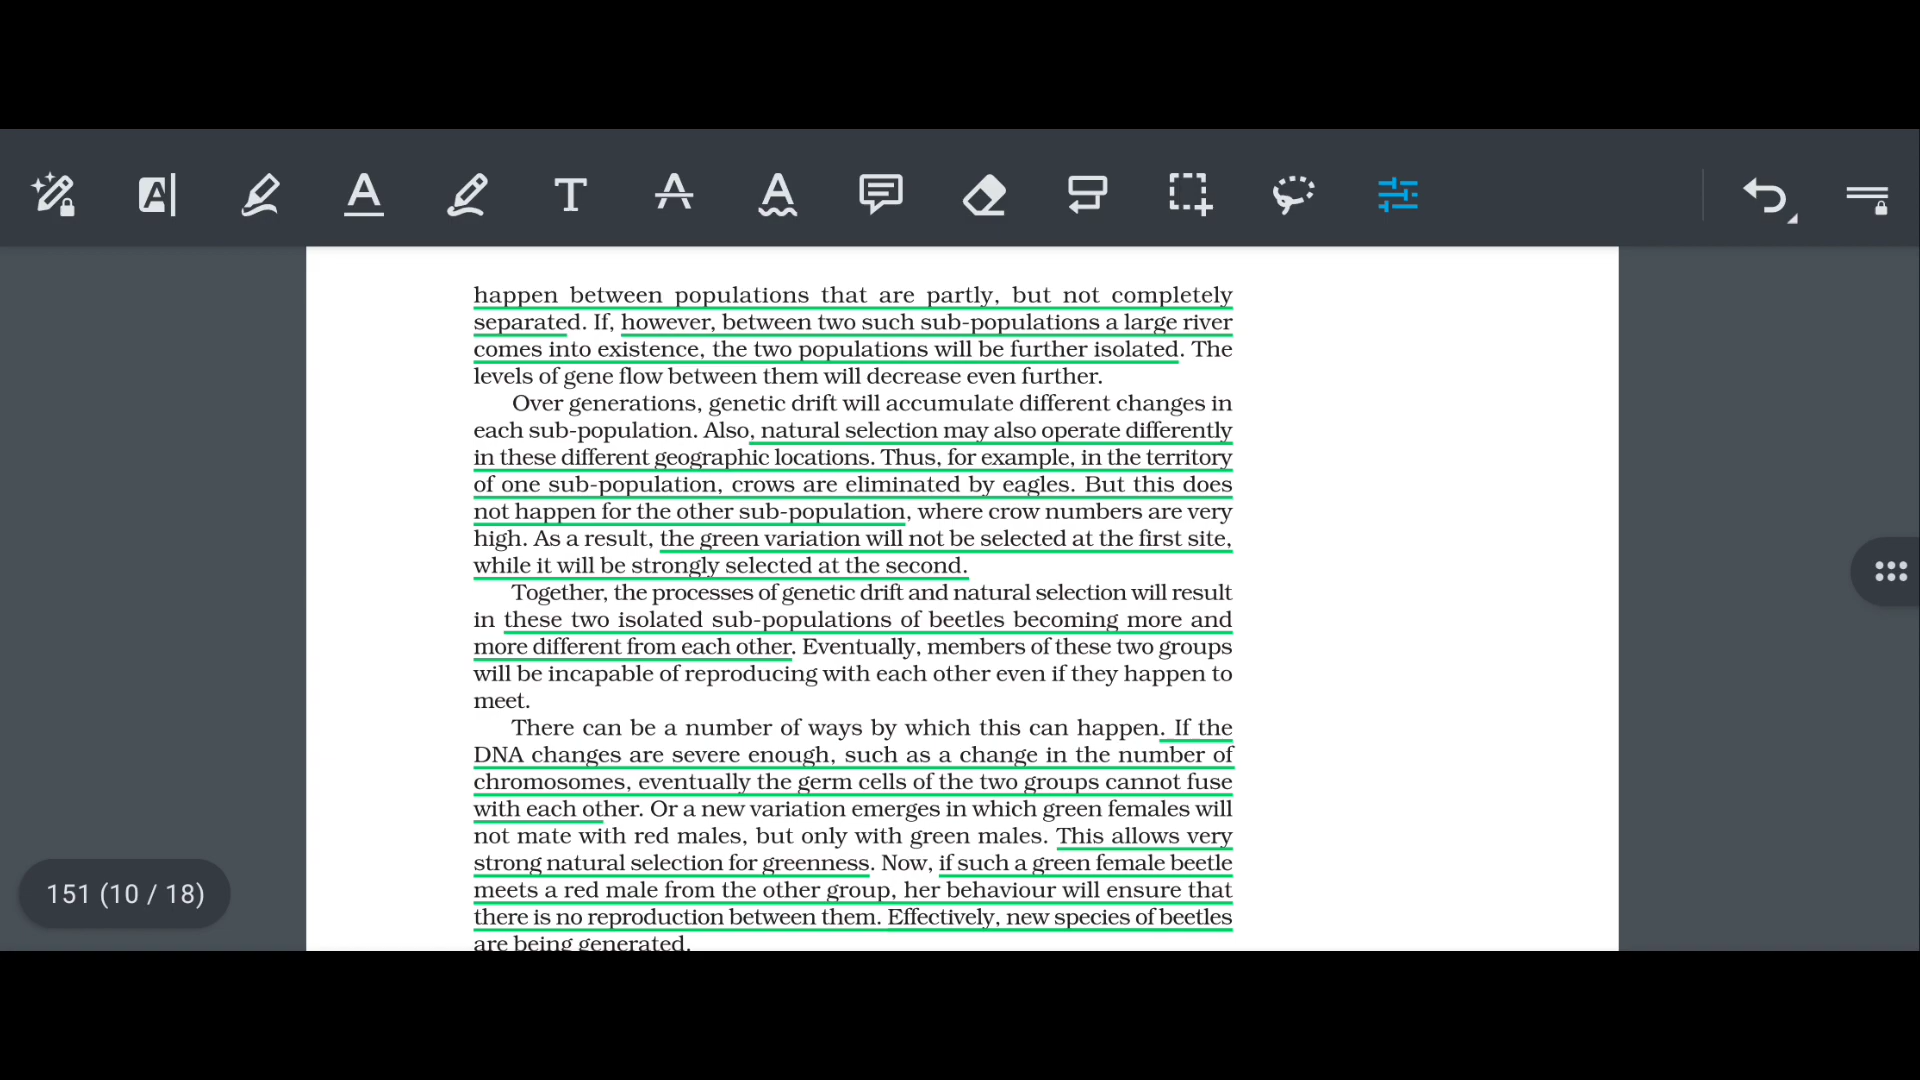 happen between populations that are partly, but not completely
separated. If, however, between two such sub-populations a large river
comes into existence, the two populations will be further isolated. The
levels of gene flow between them will decrease even further.
Over generations, genetic drift will accumulate different changes in
each sub-population. Also, natural selection may also operate differently
in these different geographic locations. Thus, for example, in the territory
of one sub-population, crows are eliminated by eagles. But this does
not happen for the other sub-population, where crow numbers are very
high. As a result, the green variation will not be selected at the first site,
while it will be strongly selected at the second.
Together, the processes of genetic drift and natural selection will result
in these two isolated sub-populations of beetles becoming more and
more different from each other. Eventually, members of these two groups
will be incapable of reproducing with each other even if they happen to
meet.
There can be a number of ways by which this can happen. If the
DNA changes are severe enough, such as a change in the number of
chromosomes, eventually the germ cells of the two groups cannot fuse
with each other. Or a new variation emerges in which green females will
not mate with red males, but only with green males. This allows very
strong natural selection for greenness. Now, if such a green female beetle
meets a red male from the other group, her behaviour will ensure that
there is no reproduction between them. Effectively, new species of beetles
are being generated.
151 (10 / 18)